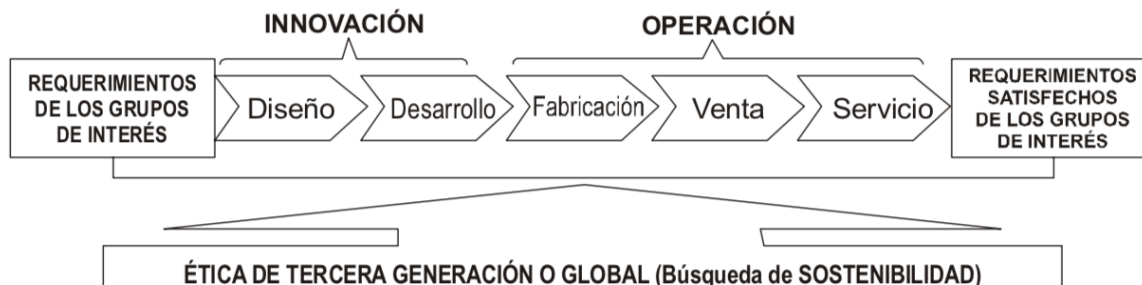 INNOVACIÓN
OPERACIÓN
REQUERIMIENTOS
DE LOS GRUPOS
DE INTERÉS
Diseño
Desarrollo
Fabricación
Venta
Servicio
REQUERIMIENTOS
SATISFECHOS
DE LOS GRUPOS
DE INTERÉS
ÉTICA DE TERCERA GENERACIÓN O GLOBAL (Búsqueda de SOSTENIBILIDAD)